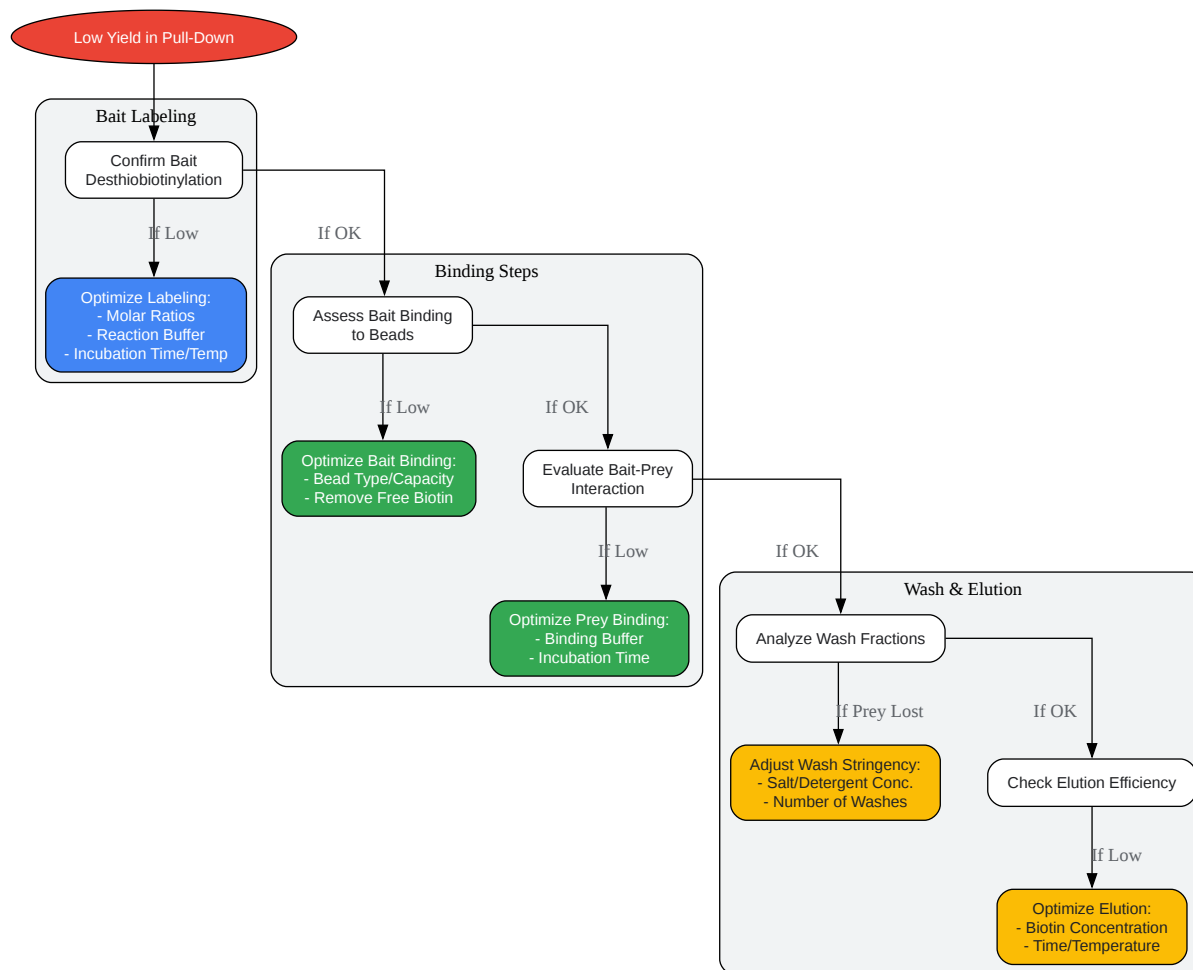 Low Yield in Pull-Down
Bait Labeling
Confirm Bait
Desthiobiotinylation
If Low
If OK
Optimize Labeling:
- Molar Ratios
- Reaction Buffer
- Incubation Time/Temp
Binding Steps
Assess Bait Binding
to Beads
If Low
If OK
Optimize Bait Binding:
- Bead Type/Capacity
- Remove Free Biotin
Evaluate Bait-Prey
Interaction
If Low
If OK
Optimize Prey Binding:
- Binding Buffer
- Incubation Time
Wash & Elution
Analyze Wash Fractions
If Prey Lost
If OK
Adjust Wash Stringency:
- Salt/Detergent Conc.
- Number of Washes
Check Elution Efficiency
If Low
Optimize Elution:
- Biotin Concentration
- Time/Temperature